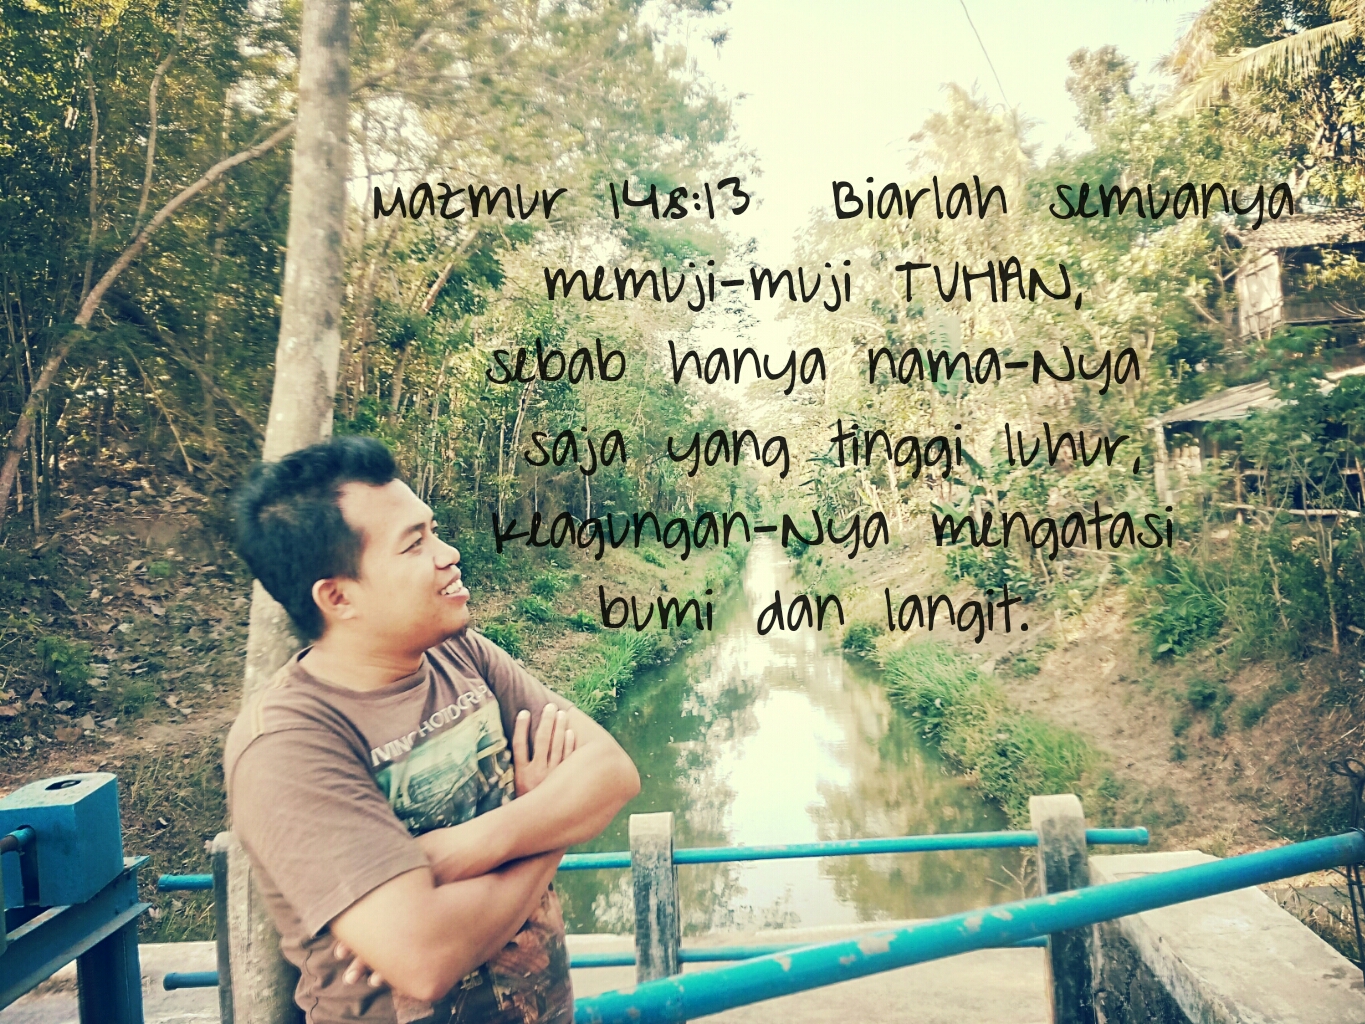 Mazmur 148:13 Biarlah semuanya
memuji-muji TUHAN,
sebab hanya nama-Nya
saja yang tinggi luhur,
keagungan-Nya mengatasi
bumi dan langit.